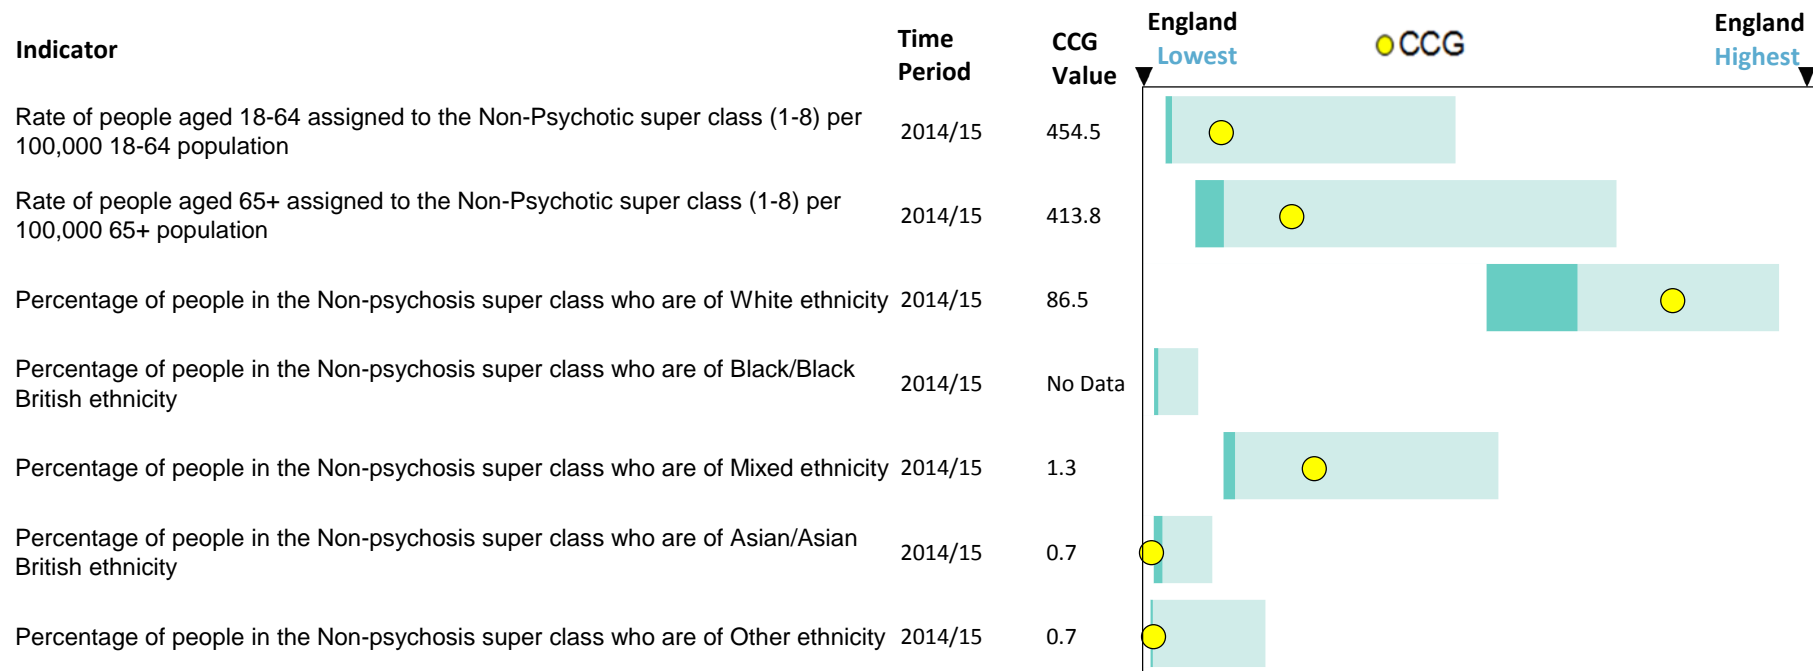 Indicator
Time Period
CCG Value
England Lowest
CCG
England Highest
Rate of people aged 18-64 assigned to the Non-Psychotic super class (1-8) per
100,000 18-64 population
2014/15
454.5
Rate of people aged 65+ assigned to the Non-Psychotic super class (1-8) per
100,000 65+ population
2014/15
413.8
Percentage of people in the Non-psychosis super class who are of White ethnicity
2014/15
86.5
Percentage of people in the Non-psychosis super class who are of Black/Black
British ethnicity
2014/15
No Data
Percentage of people in the Non-psychosis super class who are of Mixed ethnicity
2014/15
1.3
Percentage of people in the Non-psychosis super class who are of Asian/Asian
British ethnicity
2014/15
0.7
Percentage of people in the Non-psychosis super class who are of Other ethnicity
2014/15
0.7